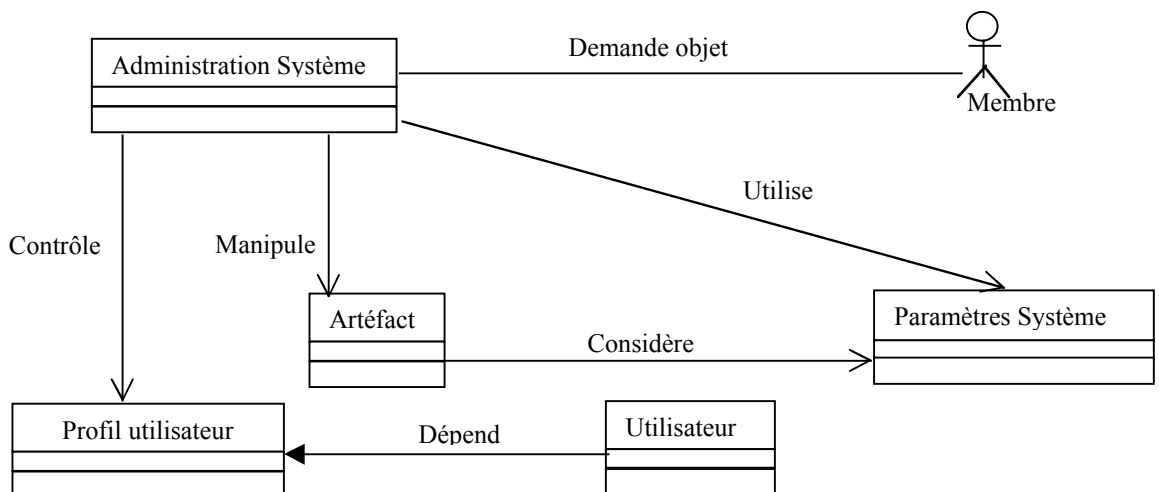 Demande objet
Administration Système
Membre
Utilise
Contrôle
Manipule
Artéfact
Paramètres Système
Considère
Profil utilisateur
Dépend
Utilisateur